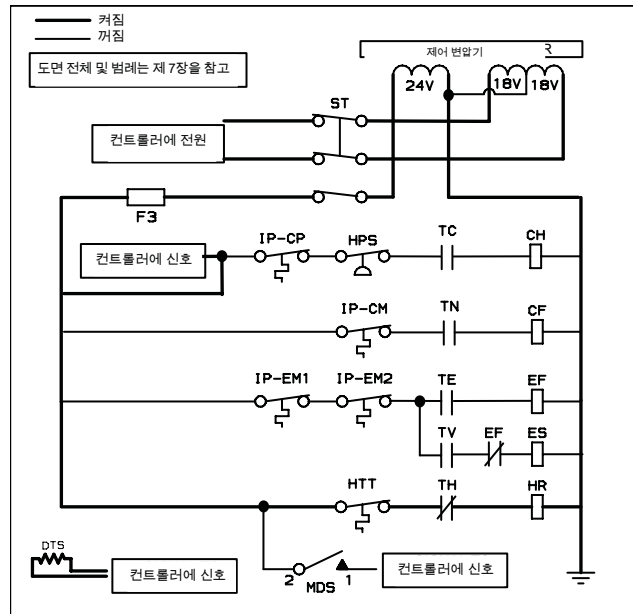 켜짐
꺼짐
도면 전체 및 범례는 제 7장을 참고
제어 변압기 R
24V 18V 18V
ST
컨트롤러에 전원
F3
IP-CP HPS TC CH
컨트롤러에 신호
IP-CM TN CF
IP-EM1 IP-EM2 TE EF
TV EF ES
HTT TH HR
DTS
컨트롤러에 신호
2 MDS 1
컨트롤러에 신호